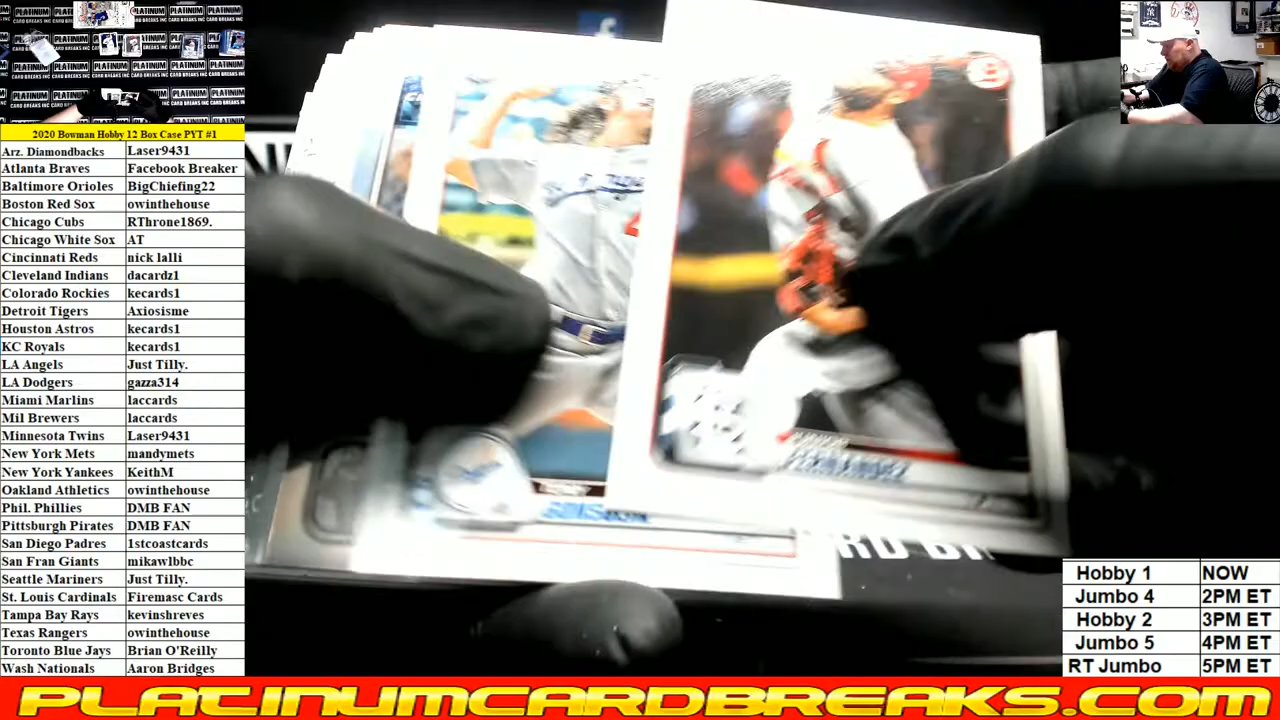 2020 Bowman Hobby 12 Box Case PYT #1
Arz. Diamondbacks Laser9431
Atlanta Braves Facebook Breaker
Baltimore Orioles BigChiefing22
Boston Red Sox owinthehouse
Chicago Cubs RThrone1869.
Chicago White Sox AT
Cincinnati Reds nick lalli
Cleveland Indians dacardz1
Colorado Rockies kecards1
Detroit Tigers Axiosisme
Houston Astros kecards1
KC Royals kecards1
LA Angels Just Tilly.
LA Dodgers gazza314
Miami Marlins laccards
Mil Brewers laccards
Minnesota Twins Laser9431
New York Mets mandymets
New York Yankees KeithM
Oakland Athletics owinthehouse
Phil. Phillies DMB FAN
Pittsburgh Pirates DMB FAN
San Diego Padres 1stcoastcards
San Fran Giants mikawlbbc
Seattle Mariners Just Tilly.
St. Louis Cardinals Firemasc Cards
Tampa Bay Rays kevinshreves
Texas Rangers owinthehouse
Toronto Blue Jays Brian O'Reilly
Wash Nationals Aaron Bridges
Hobby 1 NOW
Jumbo 4 2PM ET
Hobby 2 3PM ET
Jumbo 5 4PM ET
RT Jumbo 5PM ET
PLATINUMCARDBREAKS.COM